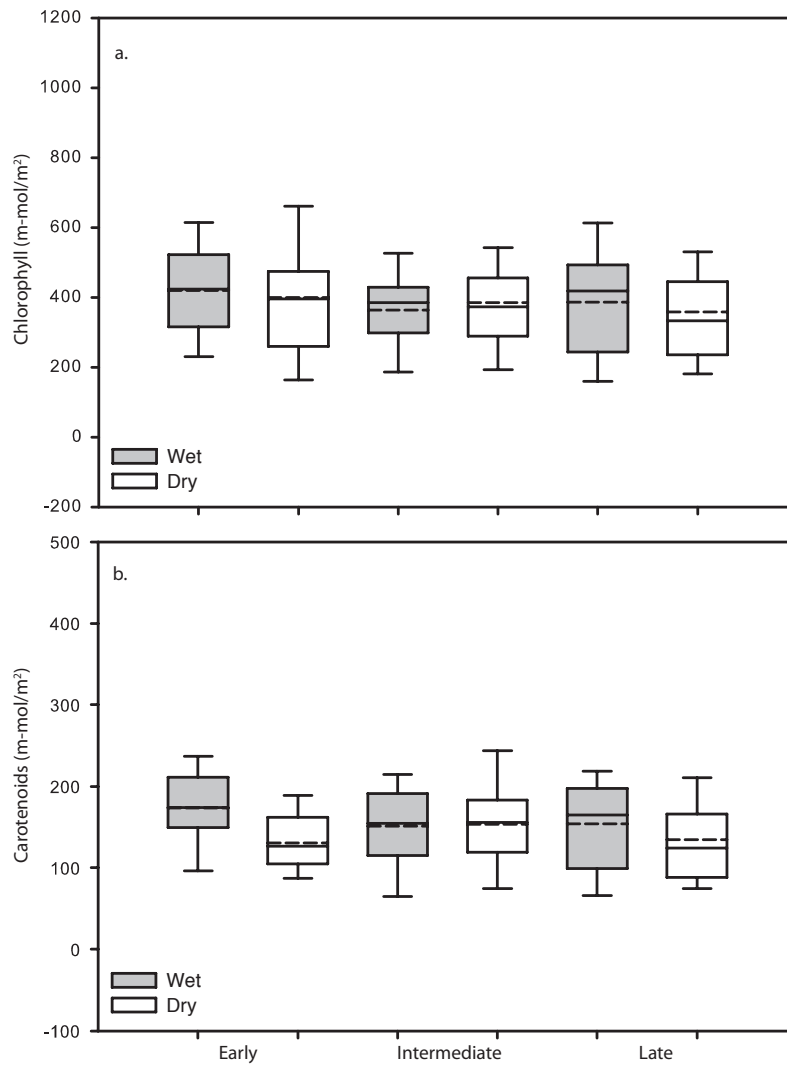 1200
a.
1000
800
600
400
200
0
-200
Chlorophyll (m-mol/m²)
Wet
Dry
500
b.
400
300
200
100
0
-100
Carotenoids (m-mol/m²)
Wet
Dry
Early Intermediate Late